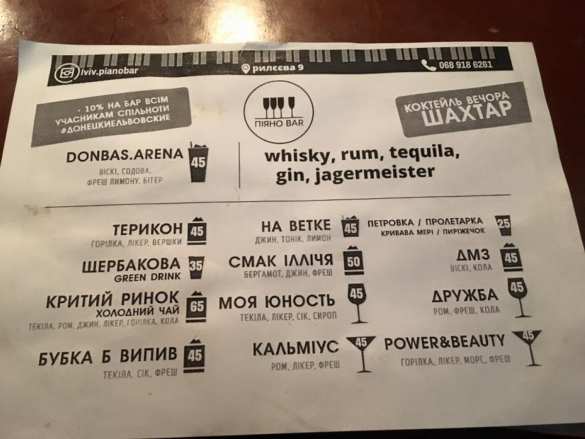 lviv.pianobar
рилєєва 9
068 918 6261
- 10% НА БАР ВСІМ
УЧАСНИКАМ СПІЛЬНОТИ
#ДОНЕЦКИЕЛЬВОВСКИЕ
ПІЯНО BAR
КОКТЕЙЛЬ ВЕЧОРА
ШАХТАР
DONBAS.ARENA 45
ВІСКІ, СОДОВА,
ФРЕШ ЛИМОНУ, БІТЕР
whisky, rum, tequila,
gin, jagermeister
ТЕРИКОН 45
ГОРІЛКА, ЛІКЕР, ВЕРШКИ
ЩЕРБАКОВА 35
GREEN DRINK
КРИТИЙ РИНОК 65
ХОЛОДНИЙ ЧАЙ
ТЕКІЛА, РОМ, ДЖИН, ЛІКЕР, ГОРІЛКА, КОЛА
БУБКА Б ВИПИВ 45
ТЕКІЛА, СІК, ФРЕШ
НА ВЕТКЕ 45
ДЖИН, ТОНІК, ЛИМОН
СМАК ІЛЛІЧА 50
БЕРГАМОТ, ДЖИН, ФРЕШ
МОЯ ЮНОСТЬ 45
ТЕКІЛА, ЛІКЕР, СІК, СИРОП
КАЛЬМІУС 45
РОМ, ЛІКЕР, ФРЕШ
ПЕТРОВКА / ПРОЛЕТАРКА 25
КРИВАВА МЕРІ / ПИРІЖЕЧОК
ДМЗ 45
ВІСКІ, КОЛА
ДРУЖБА 45
РОМ, ФРЕШ, КОЛА
POWER&BEAUTY 45
ГОРІЛКА, ЛІКЕР, МОРС, ФРЕШ